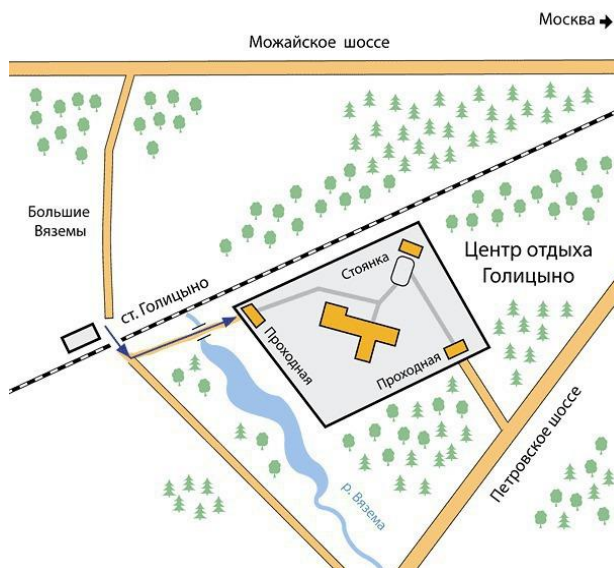 Москва
Можайское шоссе
Большие
Вяземы
ст. Голицыно
Стоянка
Центр отдыха
Голицыно
Проходная
Проходная
Петровское шоссе
р. Вязема